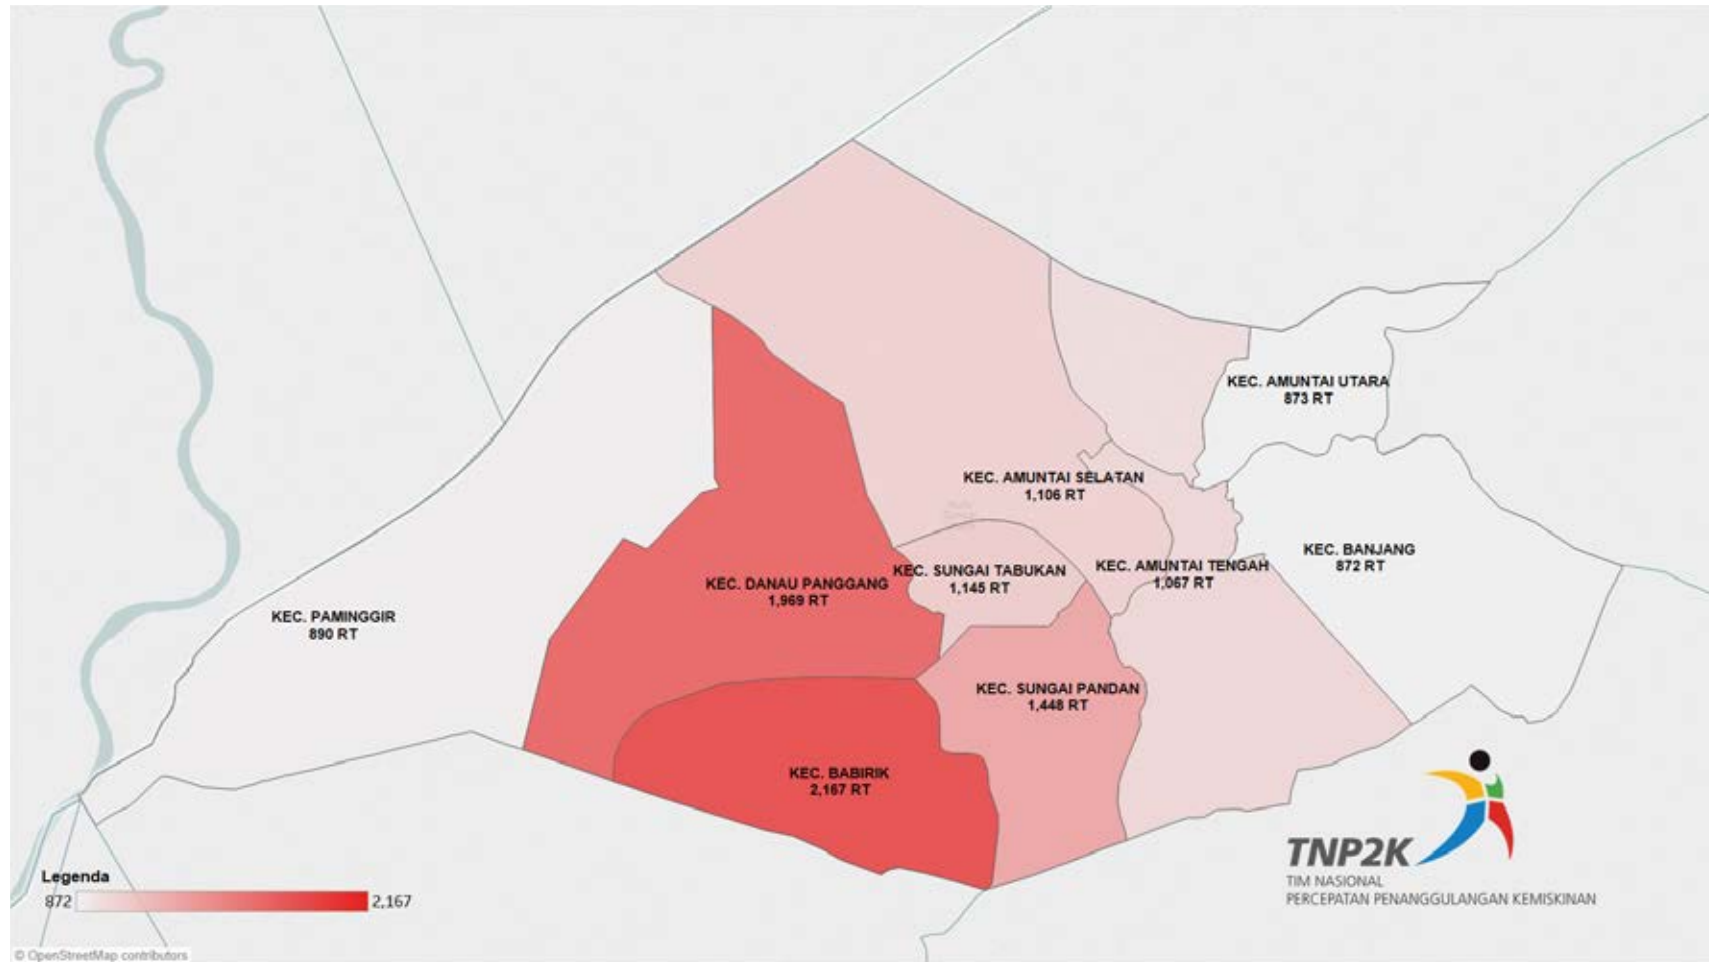 KEC. AMUNTAI UTARA
873 RT
KEC. AMUNTAI SELATAN
1,106 RT
KEC. BANJANG
872 RT
KEC. SUNGAI TABUKAN
1,145 RT
KEC. AMUNTAI TENGAH
1,067 RT
KEC. DANAU PANGGANG
1,969 RT
KEC. PAMINGGIR
890 RT
KEC. SUNGAI PANDAN
1,448 RT
KEC. BABIRIK
2,167 RT
TNP2K
TIM NASIONAL
PERCEPATAN PENANGGULANGAN KEMISKINAN
Legenda
872 2,167
© OpenStreetMap contributors